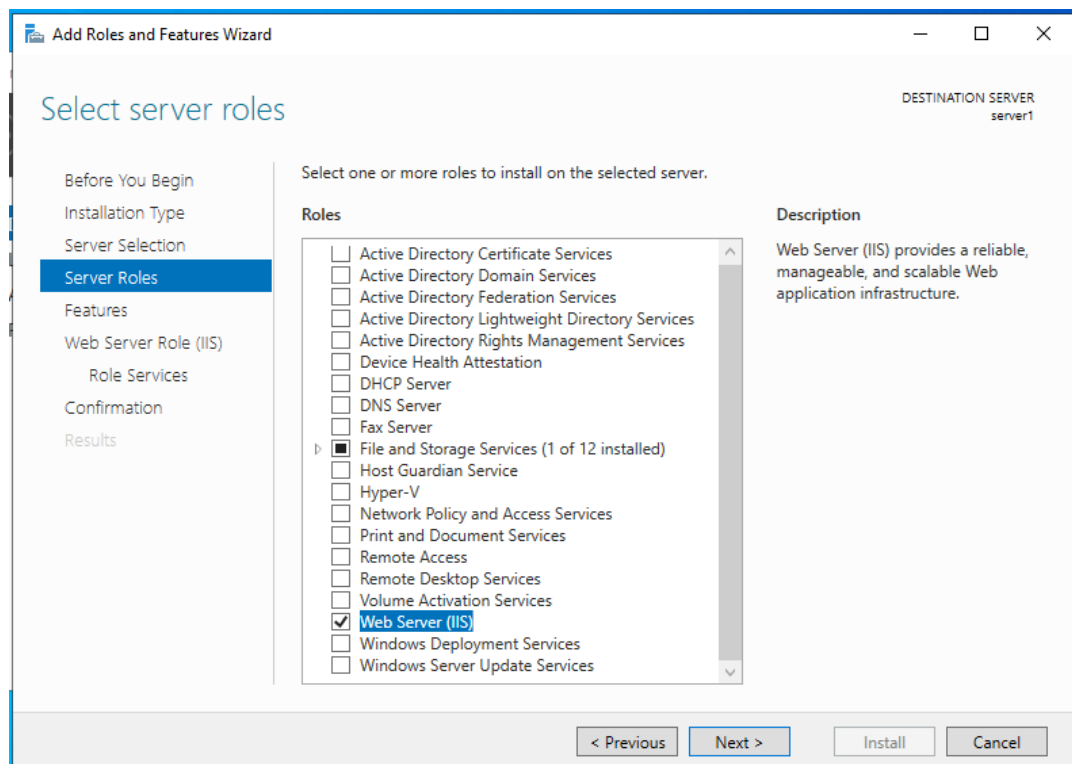 Add Roles and Features Wizard
Select server roles
DESTINATION SERVER
server1
Before You Begin
Installation Type
Server Selection
Server Roles
Features
Web Server Role (IIS)
Role Services
Confirmation
Results
Select one or more roles to install on the selected server.
Roles
Active Directory Certificate Services
Active Directory Domain Services
Active Directory Federation Services
Active Directory Lightweight Directory Services
Active Directory Rights Management Services
Device Health Attestation
DHCP Server
DNS Server
Fax Server
File and Storage Services (1 of 12 installed)
Host Guardian Service
Hyper-V
Network Policy and Access Services
Print and Document Services
Remote Access
Remote Desktop Services
Volume Activation Services
Web Server (IIS)
Windows Deployment Services
Windows Server Update Services
Description
Web Server (IIS) provides a reliable,
manageable, and scalable Web
application infrastructure.
< Previous
Next >
Install
Cancel